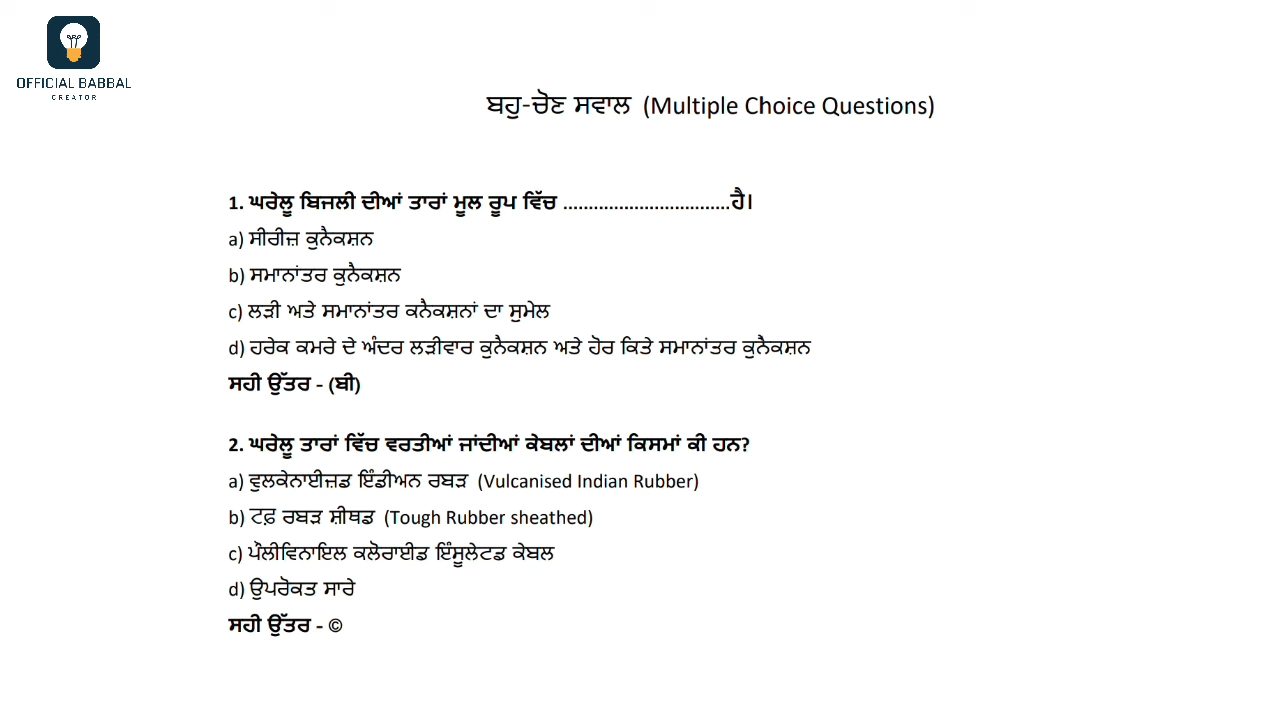 OFFICIAL BABBAL
CREATOR
ਬਹੁ-ਚੋਣ ਸਵਾਲ (Multiple Choice Questions)
1. ਘਰੇਲੂ ਬਿਜਲੀ ਦੀਆਂ ਤਾਰਾਂ ਮੂਲ ਰੂਪ ਵਿੱਚ .................................ਹੈ।
a) ਸੀਰੀਜ਼ ਕੁਨੈਕਸ਼ਨ
b) ਸਮਾਨਾਂਤਰ ਕੁਨੈਕਸ਼ਨ
c) ਲੜੀ ਅਤੇ ਸਮਾਨਾਂਤਰ ਕਨੈਕਸ਼ਨਾਂ ਦਾ ਸੁਮੇਲ
d) ਹਰੇਕ ਕਮਰੇ ਦੇ ਅੰਦਰ ਲੜੀਵਾਰ ਕੁਨੈਕਸ਼ਨ ਅਤੇ ਹੋਰ ਕਿਤੇ ਸਮਾਨਾਂਤਰ ਕੁਨੈਕਸ਼ਨ
ਸਹੀ ਉੱਤਰ - (ਬੀ)
2. ਘਰੇਲੂ ਤਾਰਾਂ ਵਿੱਚ ਵਰਤੀਆਂ ਜਾਂਦੀਆਂ ਕੇਬਲਾਂ ਦੀਆਂ ਕਿਸਮਾਂ ਕੀ ਹਨ?
a) ਵੁਲਕੇਨਾਈਜ਼ਡ ਇੰਡੀਅਨ ਰਬੜ (Vulcanised Indian Rubber)
b) ਟਫ਼ ਰਬੜ ਸ਼ੀਥਡ (Tough Rubber sheathed)
c) ਪੌਲੀਵਿਨਾਇਲ ਕਲੋਰਾਈਡ ਇੰਸੂਲੇਟਡ ਕੇਬਲ
d) ਉਪਰੋਕਤ ਸਾਰੇ
ਸਹੀ ਉੱਤਰ - ©